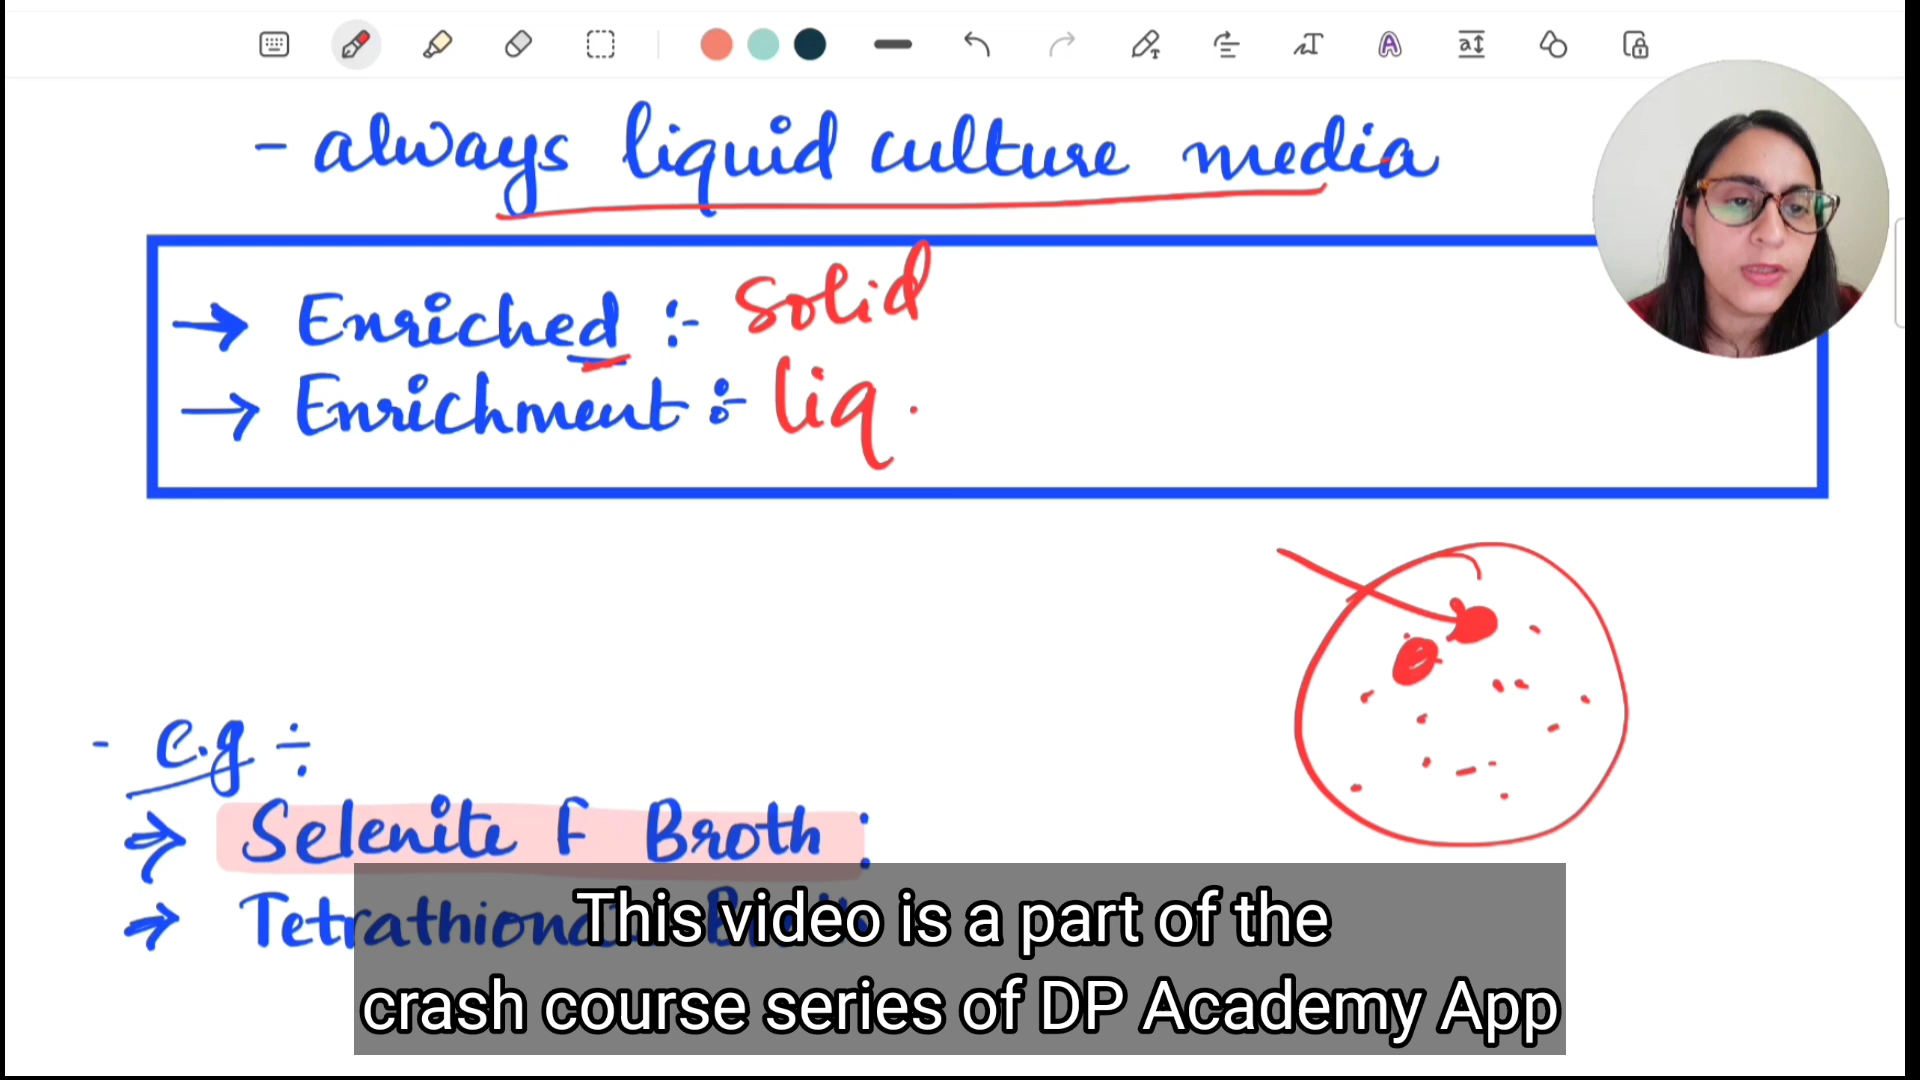 - always liquid culture media
→ Enriched :- Solid
→ Enrichment :- liq.
- e.g :-
→ Selenite F Broth :
→ Tetrathiona
This video is a part of the
crash course series of DP Academy App